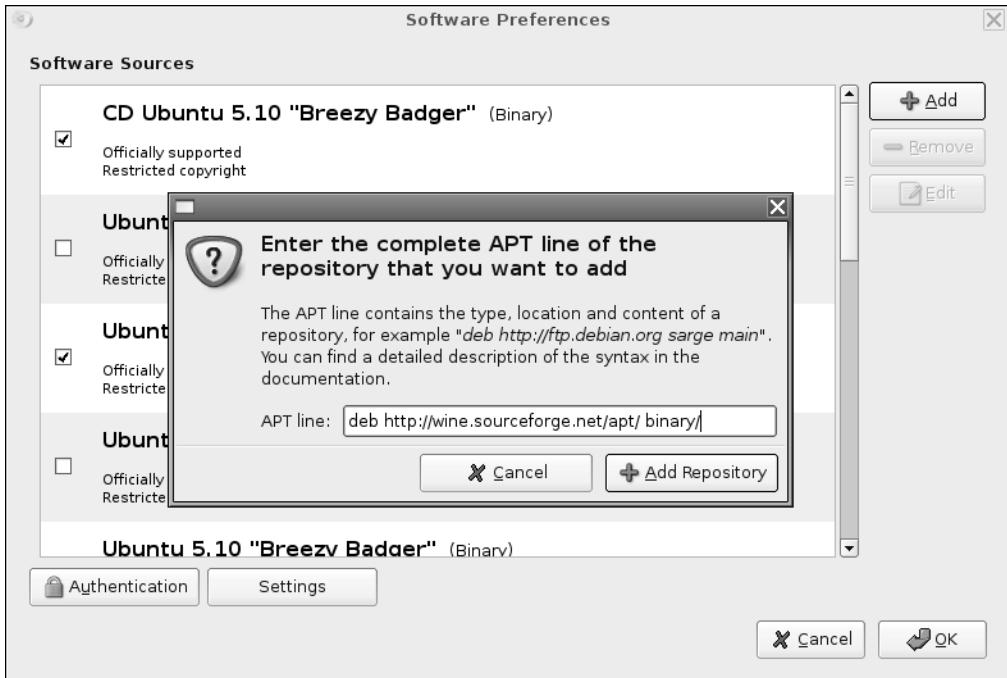 Software Preferences
Software Sources
CD Ubuntu 5.10 "Breezy Badger" (Binary)
Officially supported
Restricted copyright
Add
Remove
Edit
Ubunt
Officially
Restricte
Ubunt
Officially
Restricte
Ubunt
Officially
Restricte
Enter the complete APT line of the
repository that you want to add
The APT line contains the type, location and content of a
repository, for example "deb http://ftp.debian.org sarge main".
You can find a detailed description of the syntax in the
documentation.
APT line: deb http://wine.sourceforge.net/apt/ binary/
Cancel
Add Repository
Ubuntu 5.10 "Breezy Badger" (Binary)
Authentication
Settings
Cancel
OK